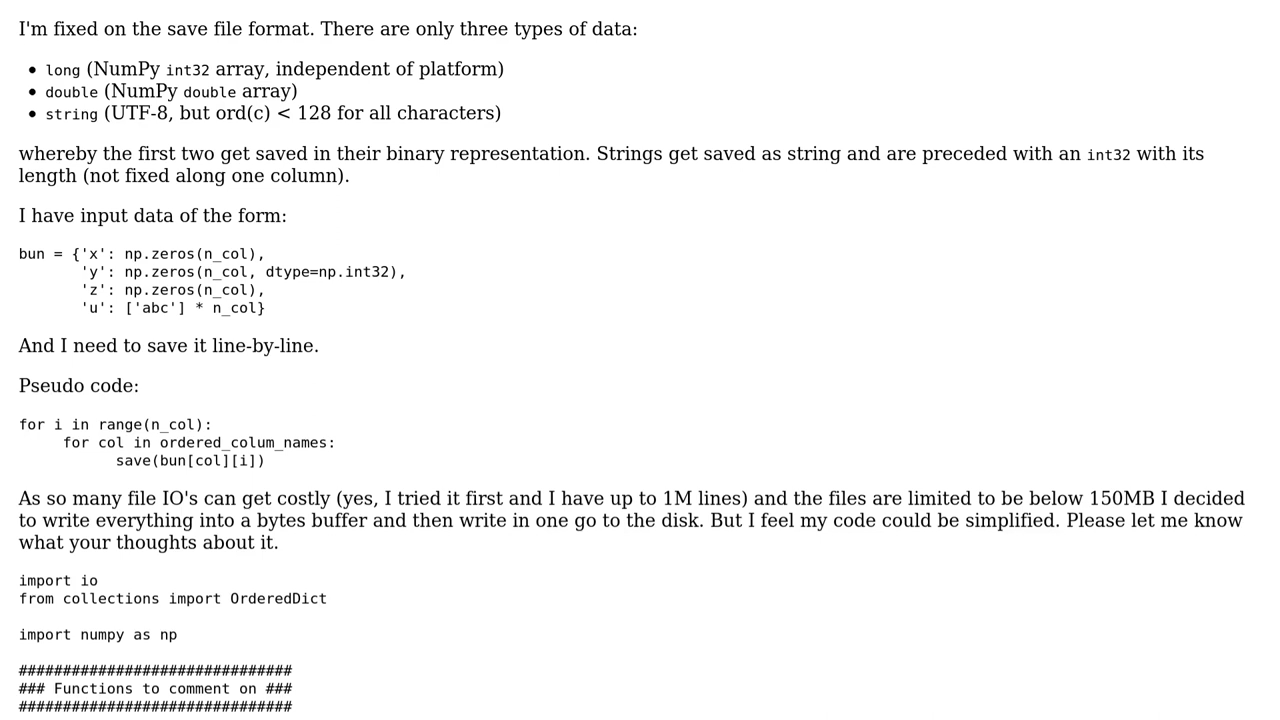 I'm fixed on the save file format. There are only three types of data:
• long (NumPy int32 array, independent of platform)
• double (NumPy double array)
• string (UTF-8, but ord(c) < 128 for all characters)
whereby the first two get saved in their binary representation. Strings get saved as string and are preceded with an int32 with its
length (not fixed along one column).
I have input data of the form:
bun = {'x': np.zeros(n_col),
       'y': np.zeros(n_col, dtype=np.int32),
       'z': np.zeros(n_col),
       'u': ['abc'] * n_col}
And I need to save it line-by-line.
Pseudo code:
for i in range(n_col):
     for col in ordered_colum_names:
           save(bun[col][i])
As so many file IO's can get costly (yes, I tried it first and I have up to 1M lines) and the files are limited to be below 150MB I decided
to write everything into a bytes buffer and then write in one go to the disk. But I feel my code could be simplified. Please let me know
what your thoughts about it.
import io
from collections import OrderedDict
import numpy as np
###############################
### Functions to comment on ###
###############################